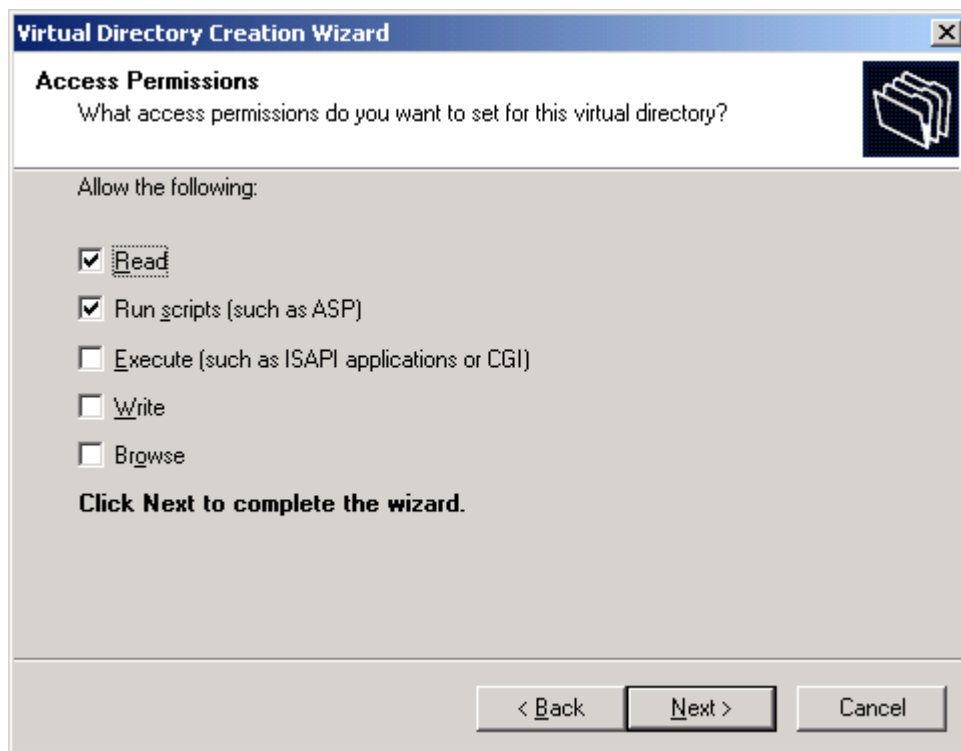 Virtual Directory Creation Wizard
Access Permissions
What access permissions do you want to set for this virtual directory?
Allow the following:
Read
Run scripts (such as ASP)
Execute (such as ISAPI applications or CGI)
Write
Browse
Click Next to complete the wizard.
< Back Next > Cancel